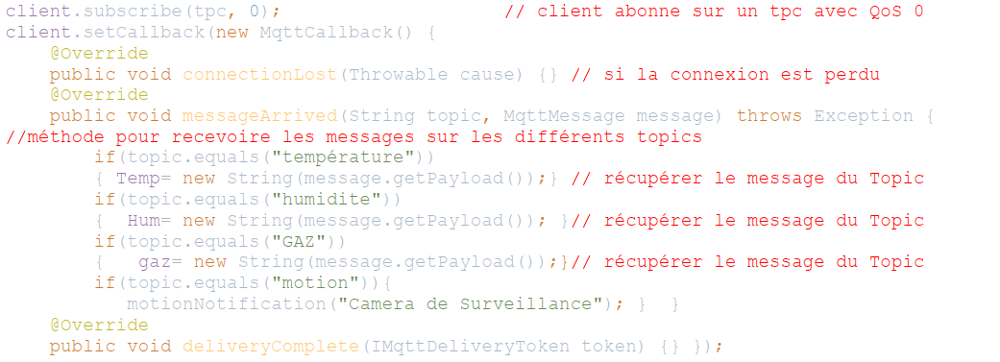 client.subscribe(tpc, 0);                    // client abonne sur un tpc avec QoS 0
client.setCallback(new MqttCallback() {
    @Override
    public void connectionLost(Throwable cause) {} // si la connexion est perdu
    @Override
    public void messageArrived(String topic, MqttMessage message) throws Exception {
//méthode pour recevoire les messages sur les différents topics
        if(topic.equals("température"))
        { Temp= new String(message.getPayload());} // récupérer le message du Topic
        if(topic.equals("humidite"))
        {  Hum= new String(message.getPayload()); }// récupérer le message du Topic
        if(topic.equals("GAZ"))
        {   gaz= new String(message.getPayload());}// récupérer le message du Topic
        if(topic.equals("motion")){
           motionNotification("Camera de Surveillance"); }  }
    @Override
    public void deliveryComplete(IMqttDeliveryToken token) {} });